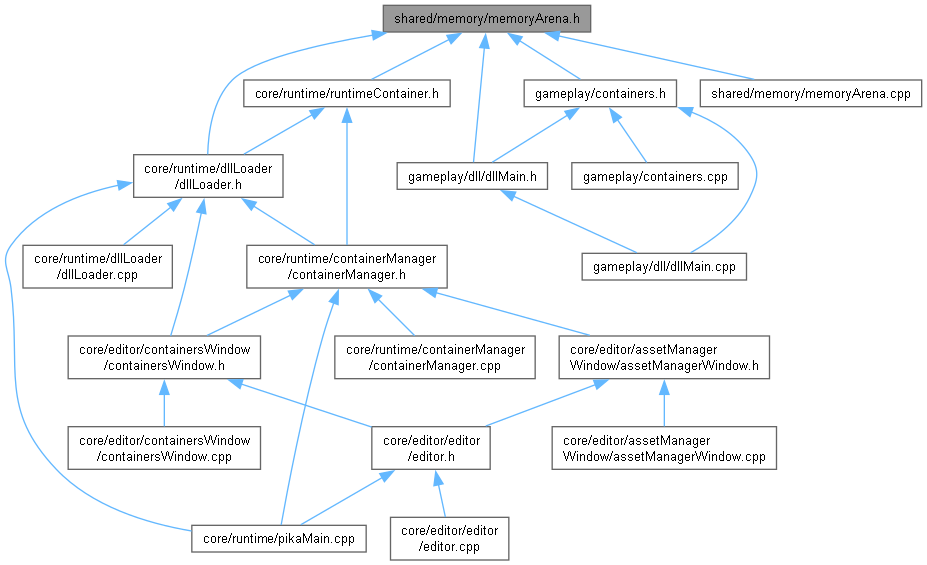 shared/memory/memoryArena.h
core/runtime/runtimeContainer.h
gameplay/containers.h
shared/memory/memoryArena.cpp
core/runtime/dllLoader
/dllLoader.h
gameplay/dll/dllMain.h
gameplay/containers.cpp
core/runtime/dllLoader
/dllLoader.cpp
core/runtime/containerManager
/containerManager.h
gameplay/dll/dllMain.cpp
core/editor/containersWindow
/containersWindow.h
core/runtime/containerManager
/containerManager.cpp
core/editor/assetManager
Window/assetManagerWindow.h
core/editor/containersWindow
/containersWindow.cpp
core/editor/editor
/editor.h
core/editor/assetManager
Window/assetManagerWindow.cpp
core/runtime/pikaMain.cpp
core/editor/editor
/editor.cpp